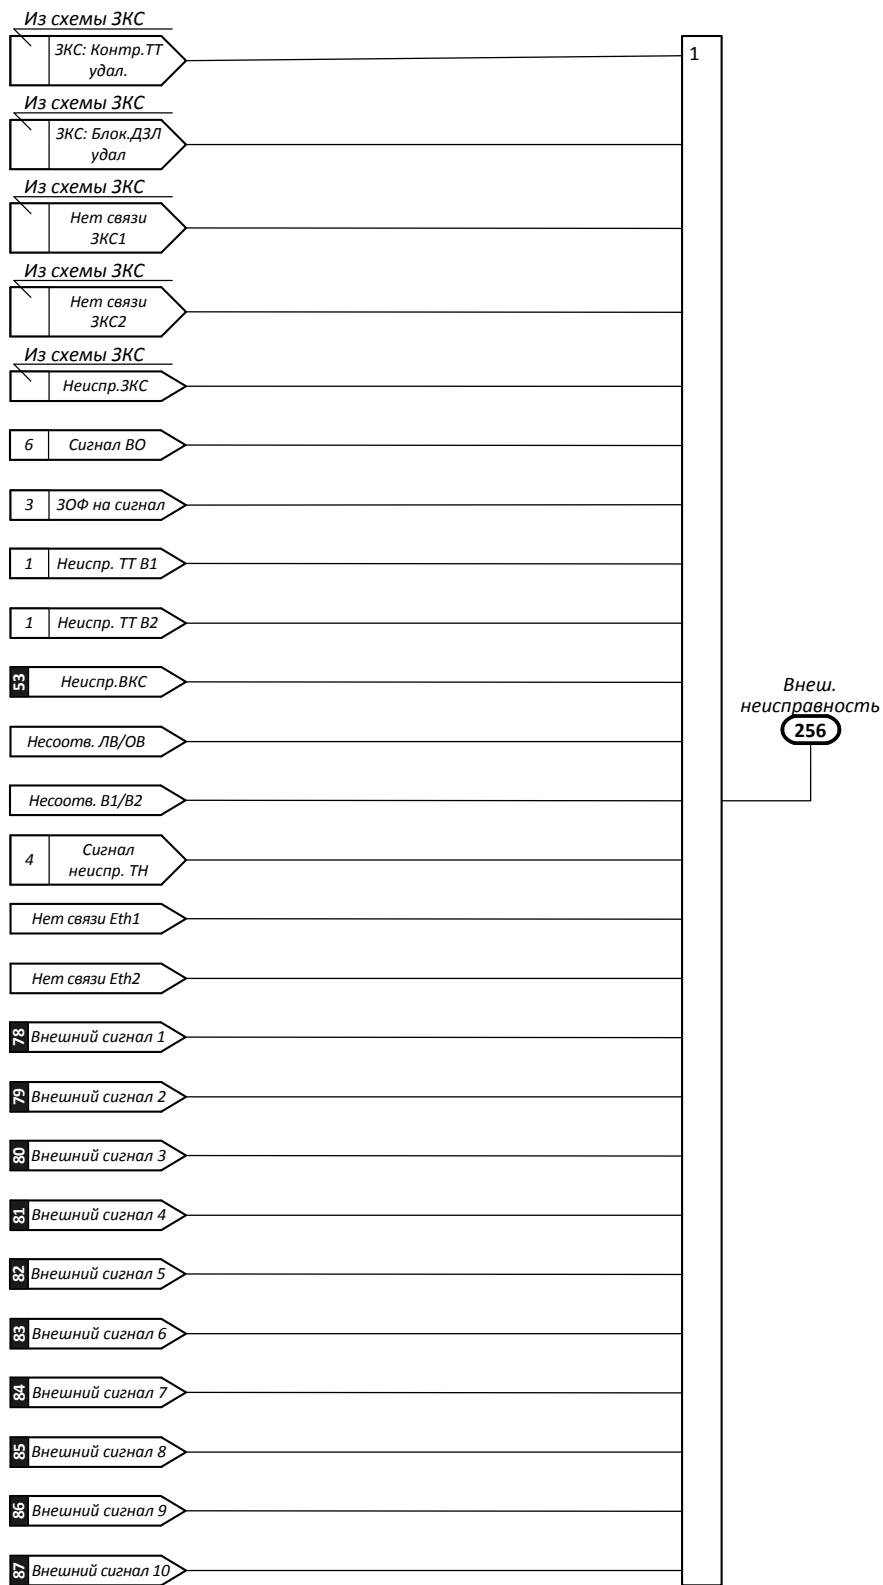 Из схемы ЗКС
ЗКС: Контр.ТТ
удал.
1
Из схемы ЗКС
ЗКС: Блок.ДЗЛ
удал
Из схемы ЗКС
Нет связи
ЗКС1
Из схемы ЗКС
Нет связи
ЗКС2
Из схемы ЗКС
Неиспр.ЗКС
6 Сигнал ВО
3 ЗОФ на сигнал
1 Неиспр. ТТ В1
1 Неиспр. ТТ В2
53 Неиспр.ВКС
Внеш.
неисправность
256
Несоотв. ЛВ/ОВ
Несоотв. В1/В2
4 Сигнал
неиспр. ТН
Нет связи Eth1
Нет связи Eth2
78 Внешний сигнал 1
79 Внешний сигнал 2
80 Внешний сигнал 3
81 Внешний сигнал 4
82 Внешний сигнал 5
83 Внешний сигнал 6
84 Внешний сигнал 7
85 Внешний сигнал 8
86 Внешний сигнал 9
87 Внешний сигнал 10